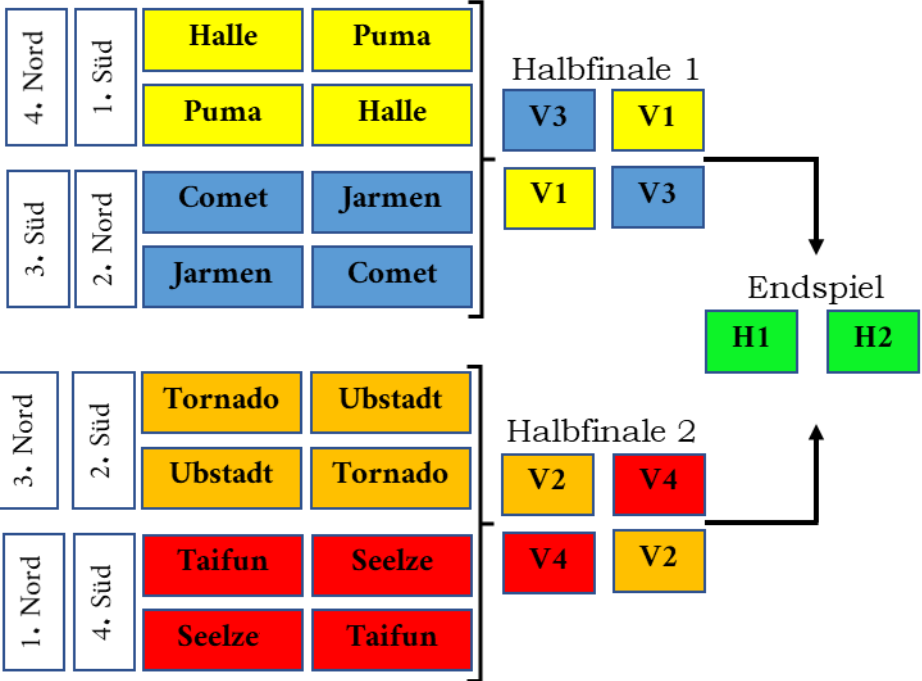 4. Nord
1. Süd
Halle Puma
Puma Halle
3. Süd
2. Nord
Comet Jarmen
Jarmen Comet
Halbfinale 1
V3 V1
V1 V3
3. Nord
2. Süd
Tornado Ubstadt
Ubstadt Tornado
1. Nord
4. Süd
Taifun Seelze
Seelze Taifun
Halbfinale 2
V2 V4
V4 V2
Endspiel
H1 H2